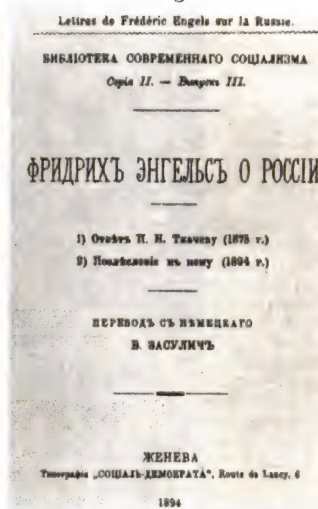 Lettres de Frédéric Engels sur la Russie.
БИБЛІОТЕКА СОВРЕМЕННАГО СОЦІАЛИЗМА
Серія II. — Выпускъ III.
ФРИДРИХЪ ЭНГЕЛЬСЪ О РОССІИ
1) Отвѣтъ П. Н. Ткачеву (1875 г.)
2) Послѣсловіе къ нему (1894 г.)
ПЕРЕВОДЪ СЪ НѢМЕЦКАГО
В. ЗАСУЛИЧЪ
ЖЕНЕВА
Типографія „СОЦІАЛЬ-ДЕМОКРАТА", Route de Lancy, 6
1894